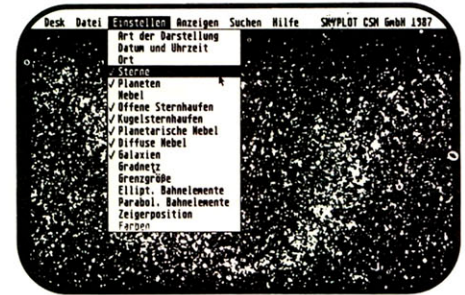 Desk Datei Einstellen Anzeigen Suchen Hilfe SKYPLOT CSM GmbH 1987
Art der Darstellung
Datum und Uhrzeit
Ort
✓ Sterne
✓ Planeten
Nebel
✓ Offene Sternhaufen
✓ Kugelsternhaufen
✓ Planetarische Nebel
✓ Diffuse Nebel
✓ Galaxien
Gradnetz
Grenzgröße
Ellipt. Bahnelemente
Parabol. Bahnelemente
Zeigerposition
Farben